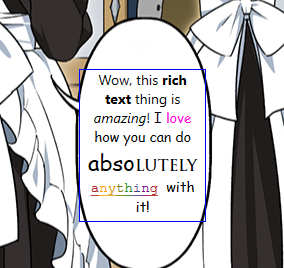 Wow, this rich
text thing is
amazing! I love
how you can do
absoLUTELY
anything with
it!